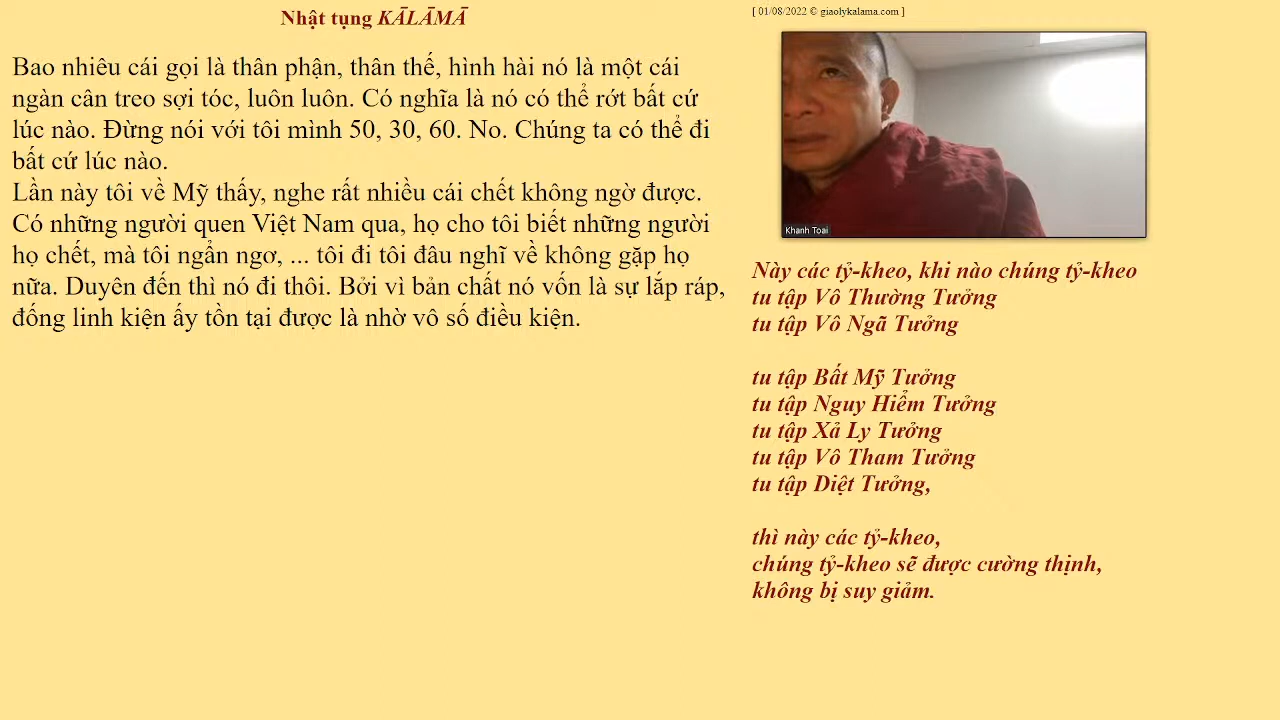 Nhật tụng KĀLĀMĀ
Bao nhiêu cái gọi là thân phận, thân thế, hình hài nó là một cái
ngàn cân treo sợi tóc, luôn luôn. Có nghĩa là nó có thể rớt bất cứ
lúc nào. Đừng nói với tôi mình 50, 30, 60. No. Chúng ta có thể đi
bất cứ lúc nào.
Lần này tôi về Mỹ thấy, nghe rất nhiều cái chết không ngờ được.
Có những người quen Việt Nam qua, họ cho tôi biết những người
họ chết, mà tôi ngẩn ngơ, ... tôi đi tôi đâu nghĩ về không gặp họ
nữa. Duyên đến thì nó đi thôi. Bởi vì bản chất nó vốn là sự lắp ráp,
đống linh kiện ấy tồn tại được là nhờ vô số điều kiện.
[ 01/08/2022 © giaolykalama.com ]
Khanh Toai
Này các tỷ-kheo, khi nào chúng tỷ-kheo
tu tập Vô Thường Tưởng
tu tập Vô Ngã Tưởng
tu tập Bất Mỹ Tưởng
tu tập Nguy Hiểm Tưởng
tu tập Xả Ly Tưởng
tu tập Vô Tham Tưởng
tu tập Diệt Tưởng,
thì này các tỷ-kheo,
chúng tỷ-kheo sẽ được cường thịnh,
không bị suy giảm.